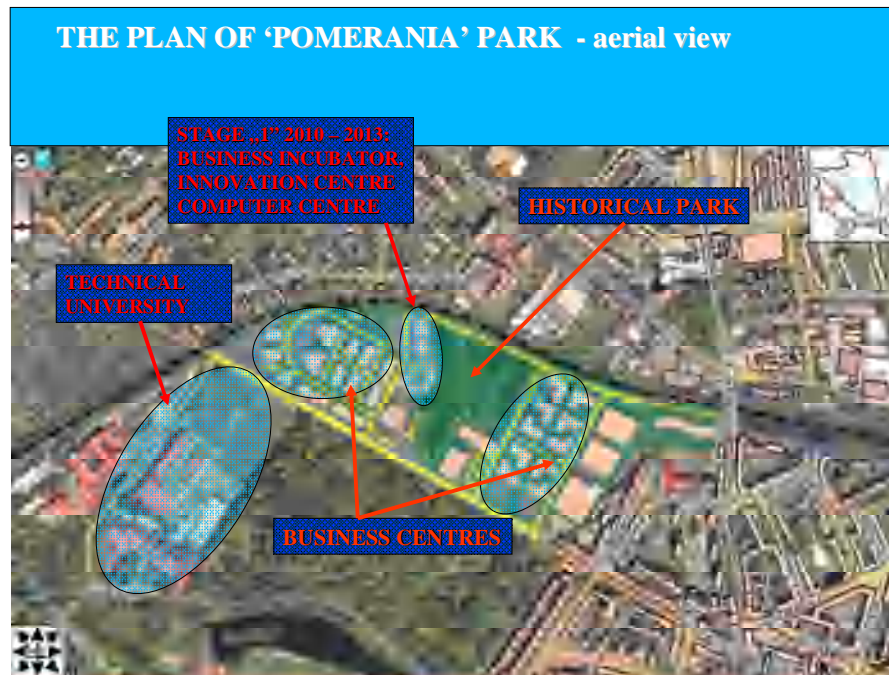 THE PLAN OF ‘POMERANIA’ PARK - aerial view
STAGE „1” 2010 – 2013:
BUSINESS INCUBATOR,
INNOVATION CENTRE
COMPUTER CENTRE
HISTORICAL PARK
TECHNICAL
UNIVERSITY
BUSINESS CENTRES